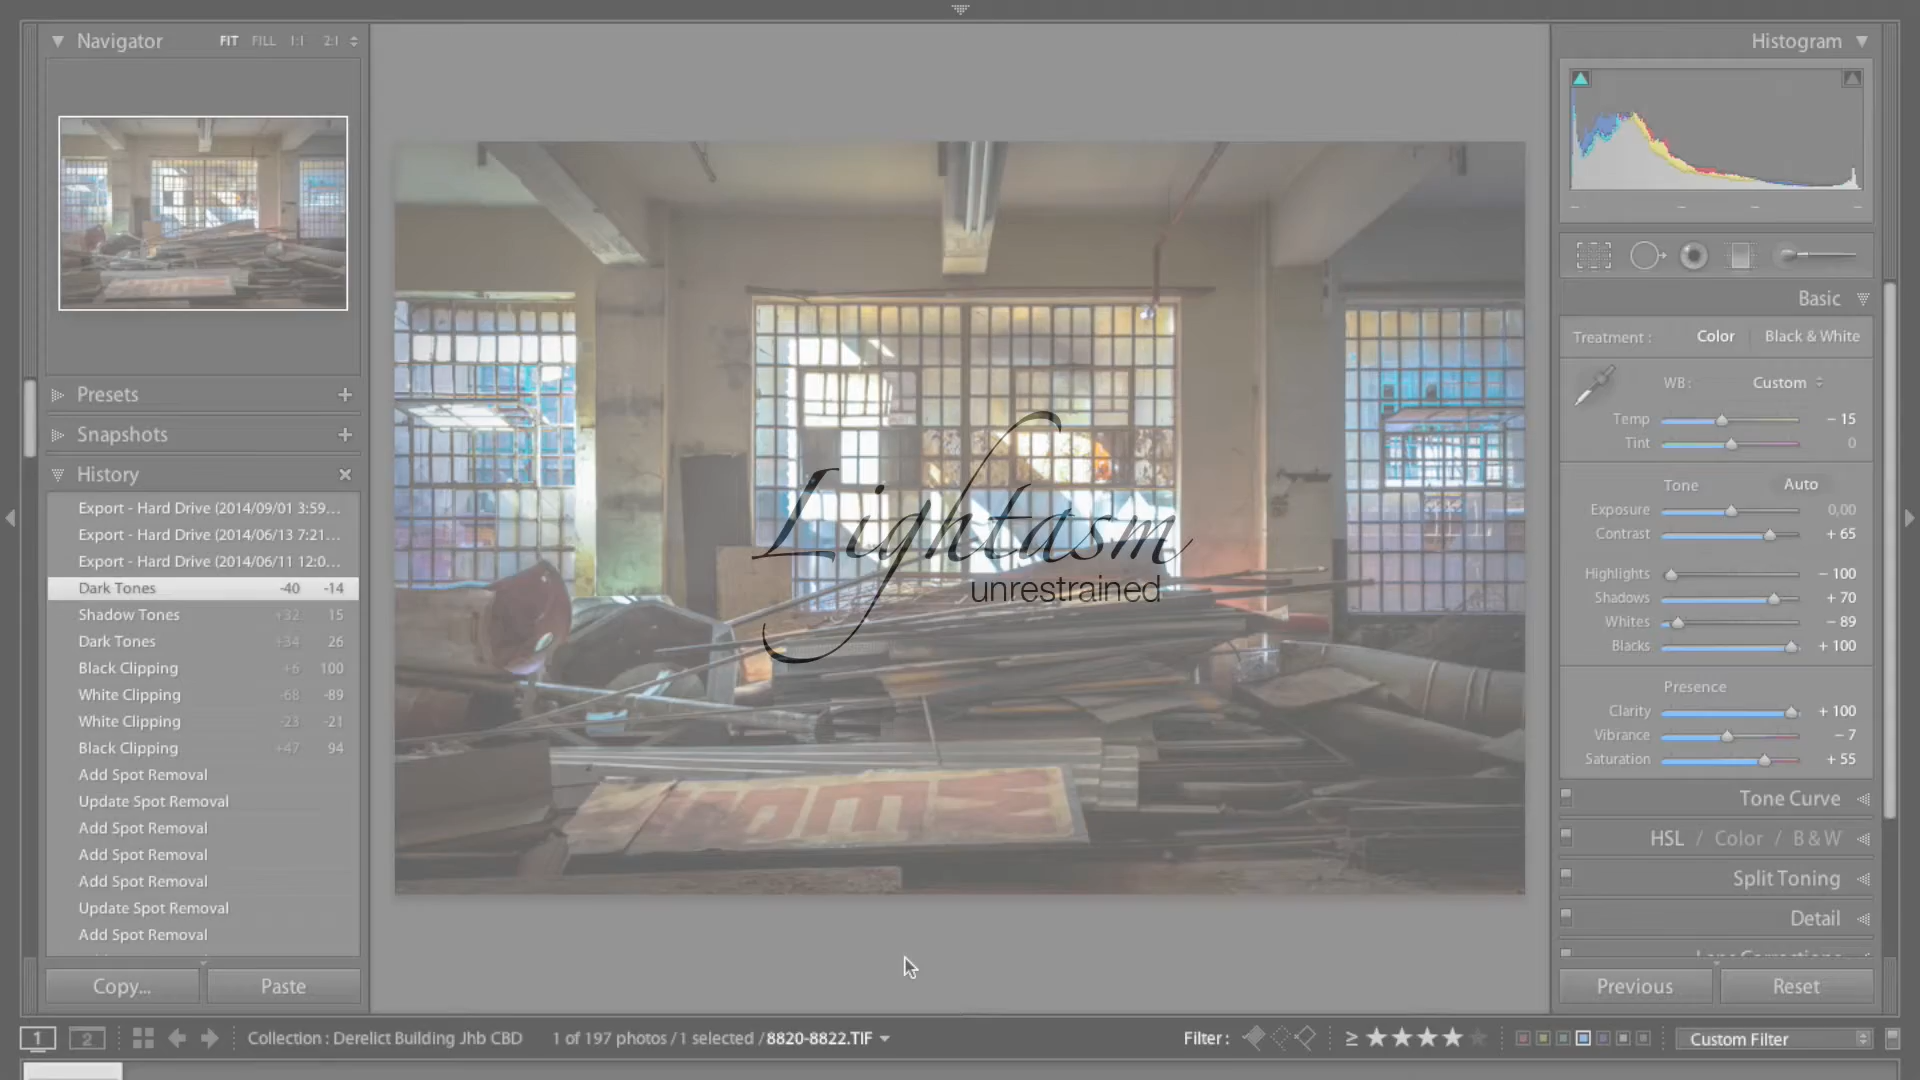 Navigator FIT FILL 1:1 2:1
Presets
Snapshots
History
Export - Hard Drive (2014/09/01 3:59...
Export - Hard Drive (2014/06/13 7:21...
Export - Hard Drive (2014/06/11 12:0...
Dark Tones -40 -14
Shadow Tones +32 15
Dark Tones +34 26
Black Clipping +6 100
White Clipping -68 -89
White Clipping -23 -21
Black Clipping +47 94
Add Spot Removal
Update Spot Removal
Add Spot Removal
Add Spot Removal
Add Spot Removal
Update Spot Removal
Add Spot Removal
Copy... Paste
Lightasm
unrestrained
Histogram
Basic
Treatment : Color Black & White
WB : Custom
Temp – 15
Tint 0
Tone Auto
Exposure 0,00
Contrast + 65
Highlights – 100
Shadows + 70
Whites – 89
Blacks + 100
Presence
Clarity + 100
Vibrance – 7
Saturation + 55
Tone Curve
HSL / Color / B & W
Split Toning
Detail
Lens Corrections
Previous Reset
1 2 Collection : Derelict Building Jhb CBD 1 of 197 photos / 1 selected / 8820-8822.TIF Filter : ≥ Custom Filter